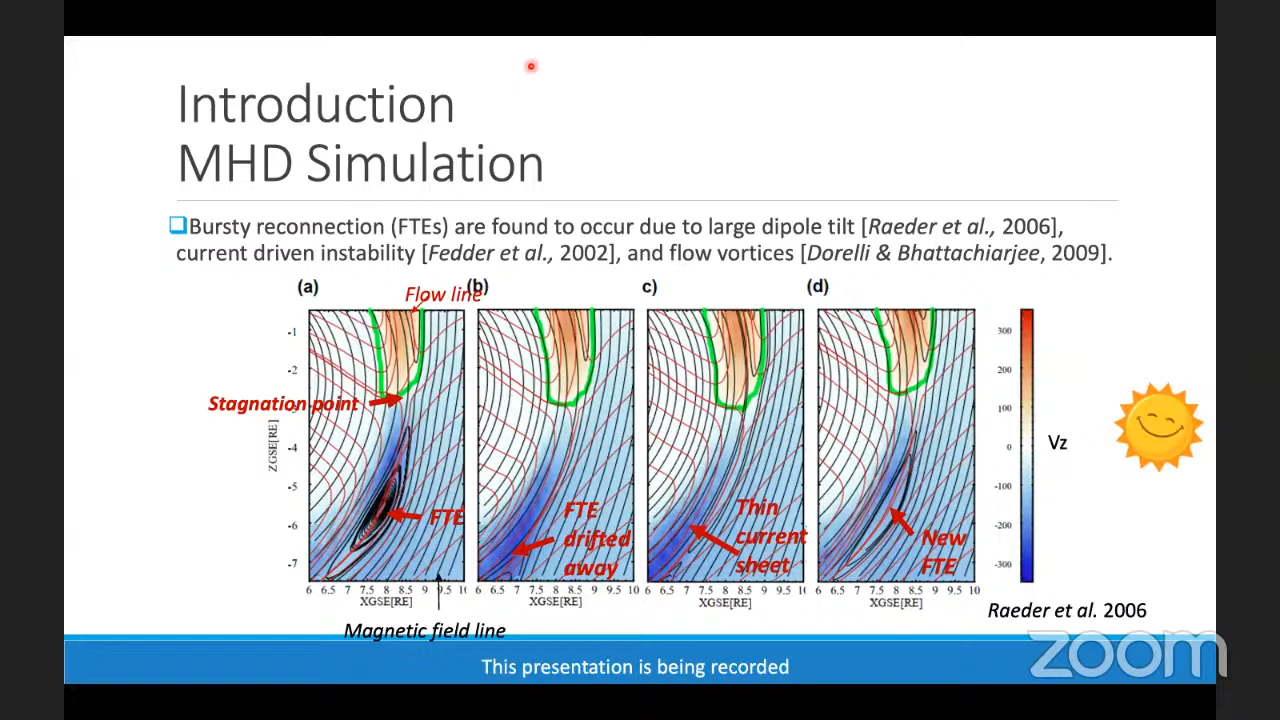 Introduction
MHD Simulation
Bursty reconnection (FTEs) are found to occur due to large dipole tilt [Raeder et al., 2006],
current driven instability [Fedder et al., 2002], and flow vortices [Dorelli & Bhattachiarjee, 2009].
(a) (b) c) (d)
Flow line
-1
-2
-4
-5
-6
-7
ZGSE[RE]
Stagnation point
FTE
FTE
drifted
away
Thin
current
sheet
New
FTE
300
200
100
0
-100
-200
-300
Vz
6 6.5 7 7.5 8 8.5 9 9.5 10
6 6.5 7 7.5 8 8.5 9 9.5 10
6 6.5 7 7.5 8 8.5 9 9.5 10
6 6.5 7 7.5 8 8.5 9 9.5 10
XGSE[RE] XGSE[RE] XGSE[RE] XGSE[RE]
Raeder et al. 2006
Magnetic field line
This presentation is being recorded
zoom